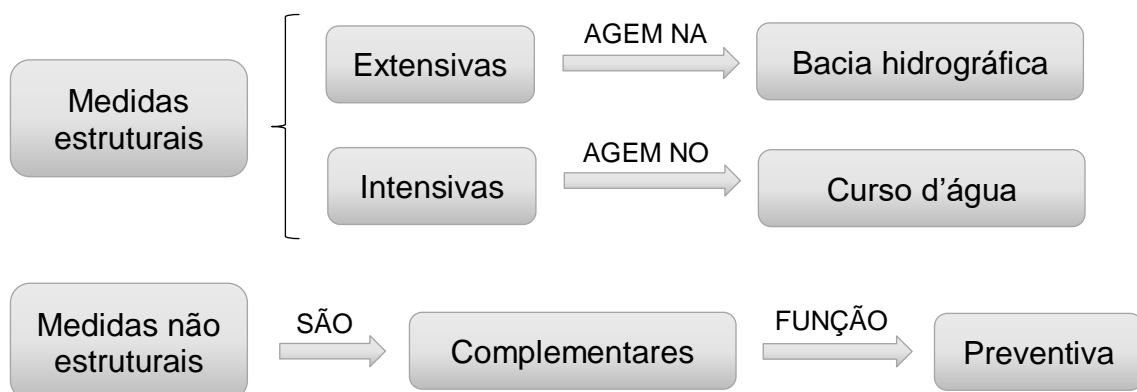 Medidas
estruturais
Extensivas
AGEM NA
Bacia hidrográfica
Intensivas
AGEM NO
Curso d’água
Medidas não
estruturais
SÃO
Complementares
FUNÇÃO
Preventiva